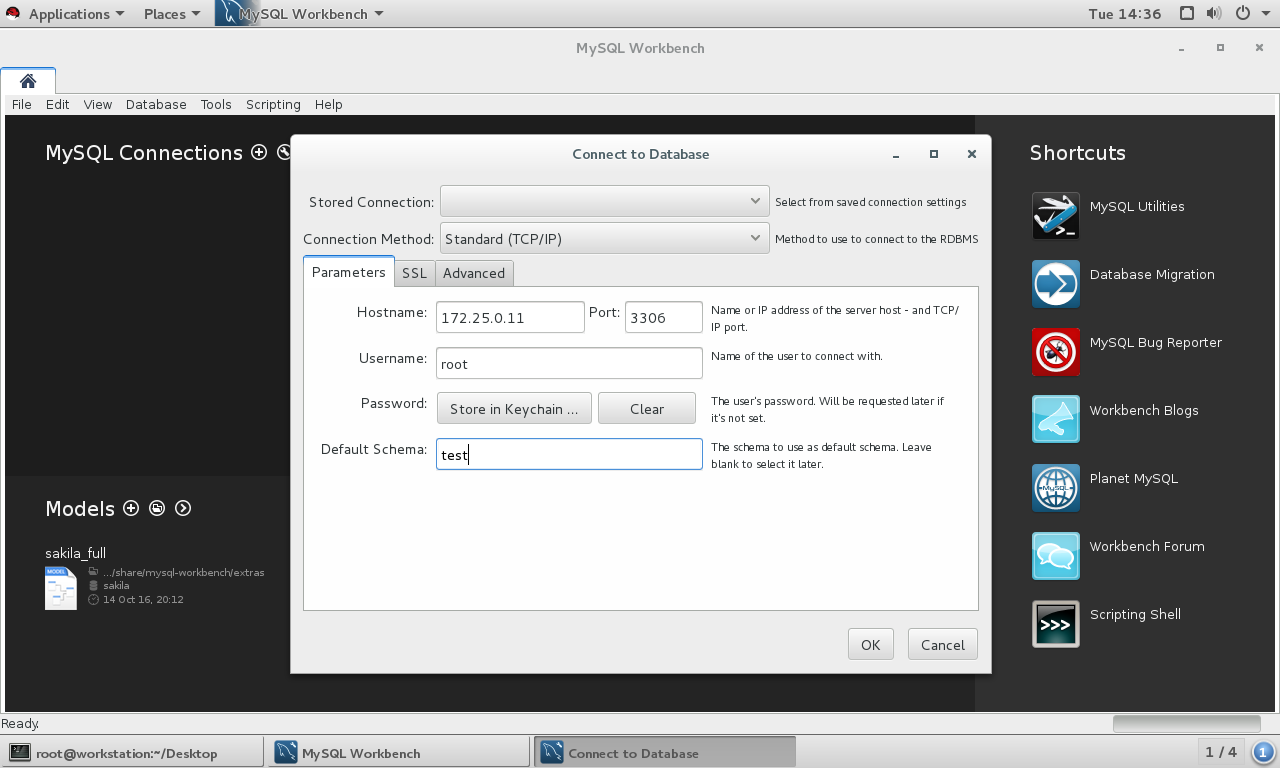 Applications Places MySQL Workbench Tue 14:36
MySQL Workbench
File Edit View Database Tools Scripting Help
MySQL Connections
Connect to Database
Stored Connection: Select from saved connection settings
Connection Method: Standard (TCP/IP) Method to use to connect to the RDBMS
Parameters SSL Advanced
Hostname: 172.25.0.11 Port: 3306 Name or IP address of the server host - and TCP/
IP port.
Username: root Name of the user to connect with.
Password: Store in Keychain ... Clear The user's password. Will be requested later if
it's not set.
Default Schema: test The schema to use as default schema. Leave
blank to select it later.
OK Cancel
Models
sakila_full
MODEL
.../share/mysql-workbench/extras
sakila
14 Oct 16, 20:12
Shortcuts
MySQL Utilities
Database Migration
MySQL Bug Reporter
Workbench Blogs
MySQL
Planet MySQL
Workbench Forum
>>>
Scripting Shell
Ready.
root@workstation:~/Desktop MySQL Workbench Connect to Database 1 / 4 1